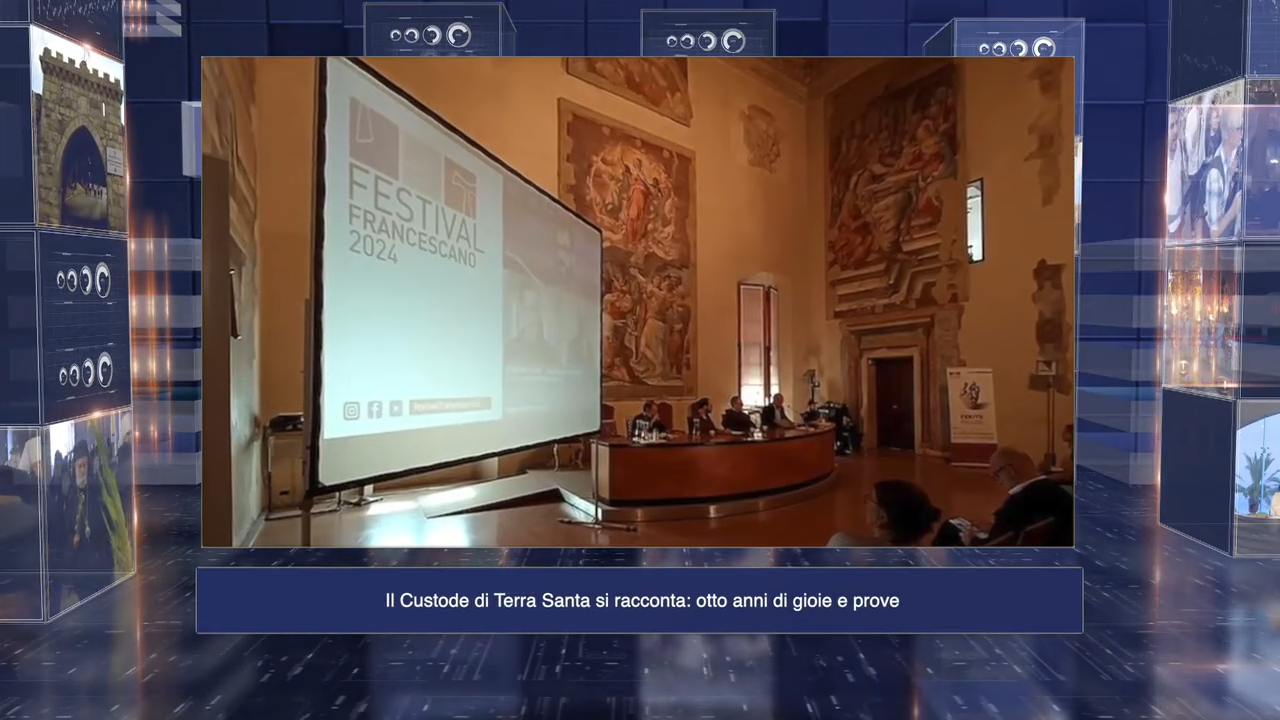 FESTIVAL
FRANCESCANO
2024
Il Custode di Terra Santa si racconta: otto anni di gioie e prove